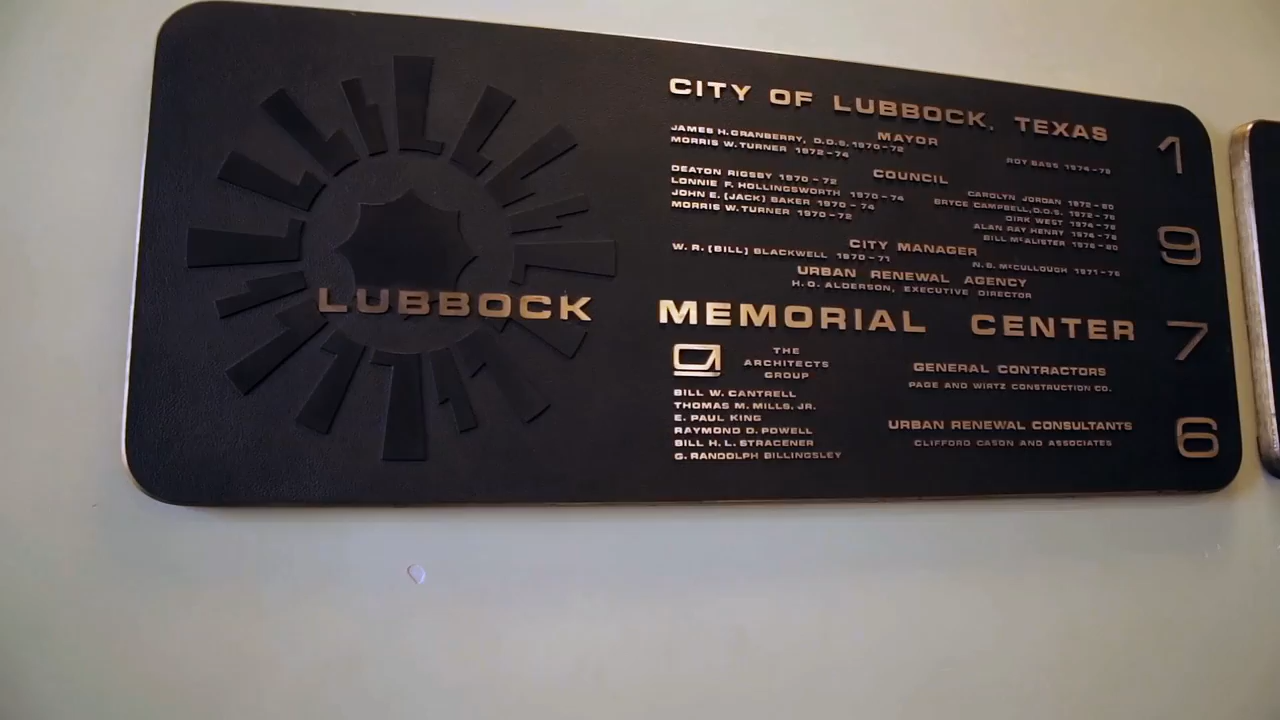 CITY OF LUBBOCK, TEXAS
MAYOR
JAMES H. GRANBERRY, D.D.S. 1970-72
MORRIS W. TURNER 1972-74
ROY BASS 1974-78
COUNCIL
DEATON RIGSBY 1970-72
LONNIE F. HOLLINGSWORTH 1970-74
JOHN E. (JACK) BAKER 1970-74
MORRIS W. TURNER 1970-72
CAROLYN JORDAN 1972-80
BRYCE CAMPBELL, D.D.S. 1972-78
DIRK WEST 1974-78
ALAN RAY HENRY 1974-78
BILL McALISTER 1976-80
CITY MANAGER
W. R. (BILL) BLACKWELL 1970-71
N. B. McCULLOUGH 1971-76
URBAN RENEWAL AGENCY
H. O. ALDERSON, EXECUTIVE DIRECTOR
LUBBOCK MEMORIAL CENTER
THE
ARCHITECTS
GROUP
BILL W. CANTRELL
THOMAS M. MILLS, JR.
E. PAUL KING
RAYMOND D. POWELL
BILL H. L. STRACENER
G. RANDOLPH BILLINGSLEY
GENERAL CONTRACTORS
PAGE AND WIRTZ CONSTRUCTION CO.
URBAN RENEWAL CONSULTANTS
CLIFFORD CASON AND ASSOCIATES
1
9
7
6